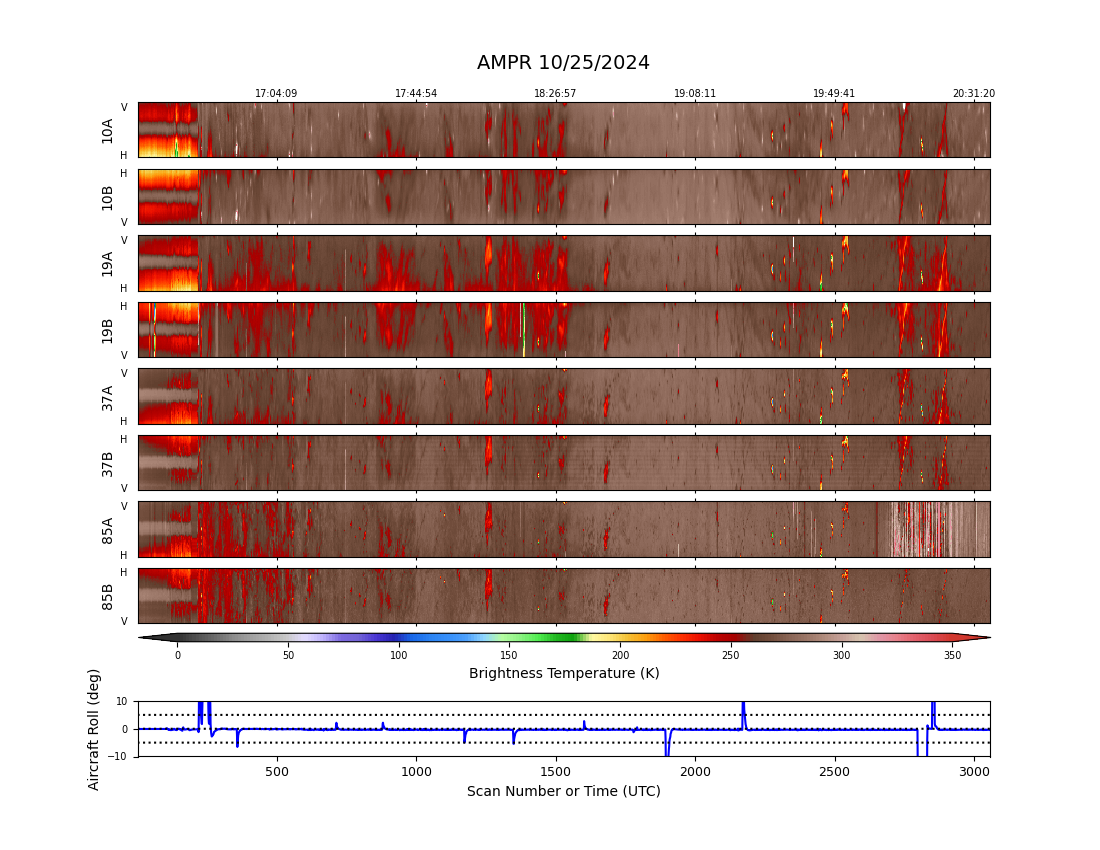 AMPR 10/25/2024
17:04:09 17:44:54 18:26:57 19:08:11 19:49:41 20:31:20
V
10A
H
H
10B
V
V
19A
H
H
19B
V
V
37A
H
H
37B
V
V
85A
H
H
85B
V
0 50 100 150 200 250 300 350
Brightness Temperature (K)
Aircraft Roll (deg)
10
0
−10
500 1000 1500 2000 2500 3000
Scan Number or Time (UTC)